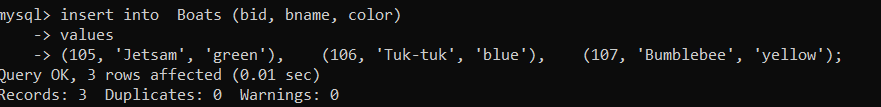 mysql> insert into  Boats (bid, bname, color)
    -> values
    -> (105, 'Jetsam', 'green'),    (106, 'Tuk-tuk', 'blue'),    (107, 'Bumblebee', 'yellow');
Query OK, 3 rows affected (0.01 sec)
Records: 3  Duplicates: 0  Warnings: 0